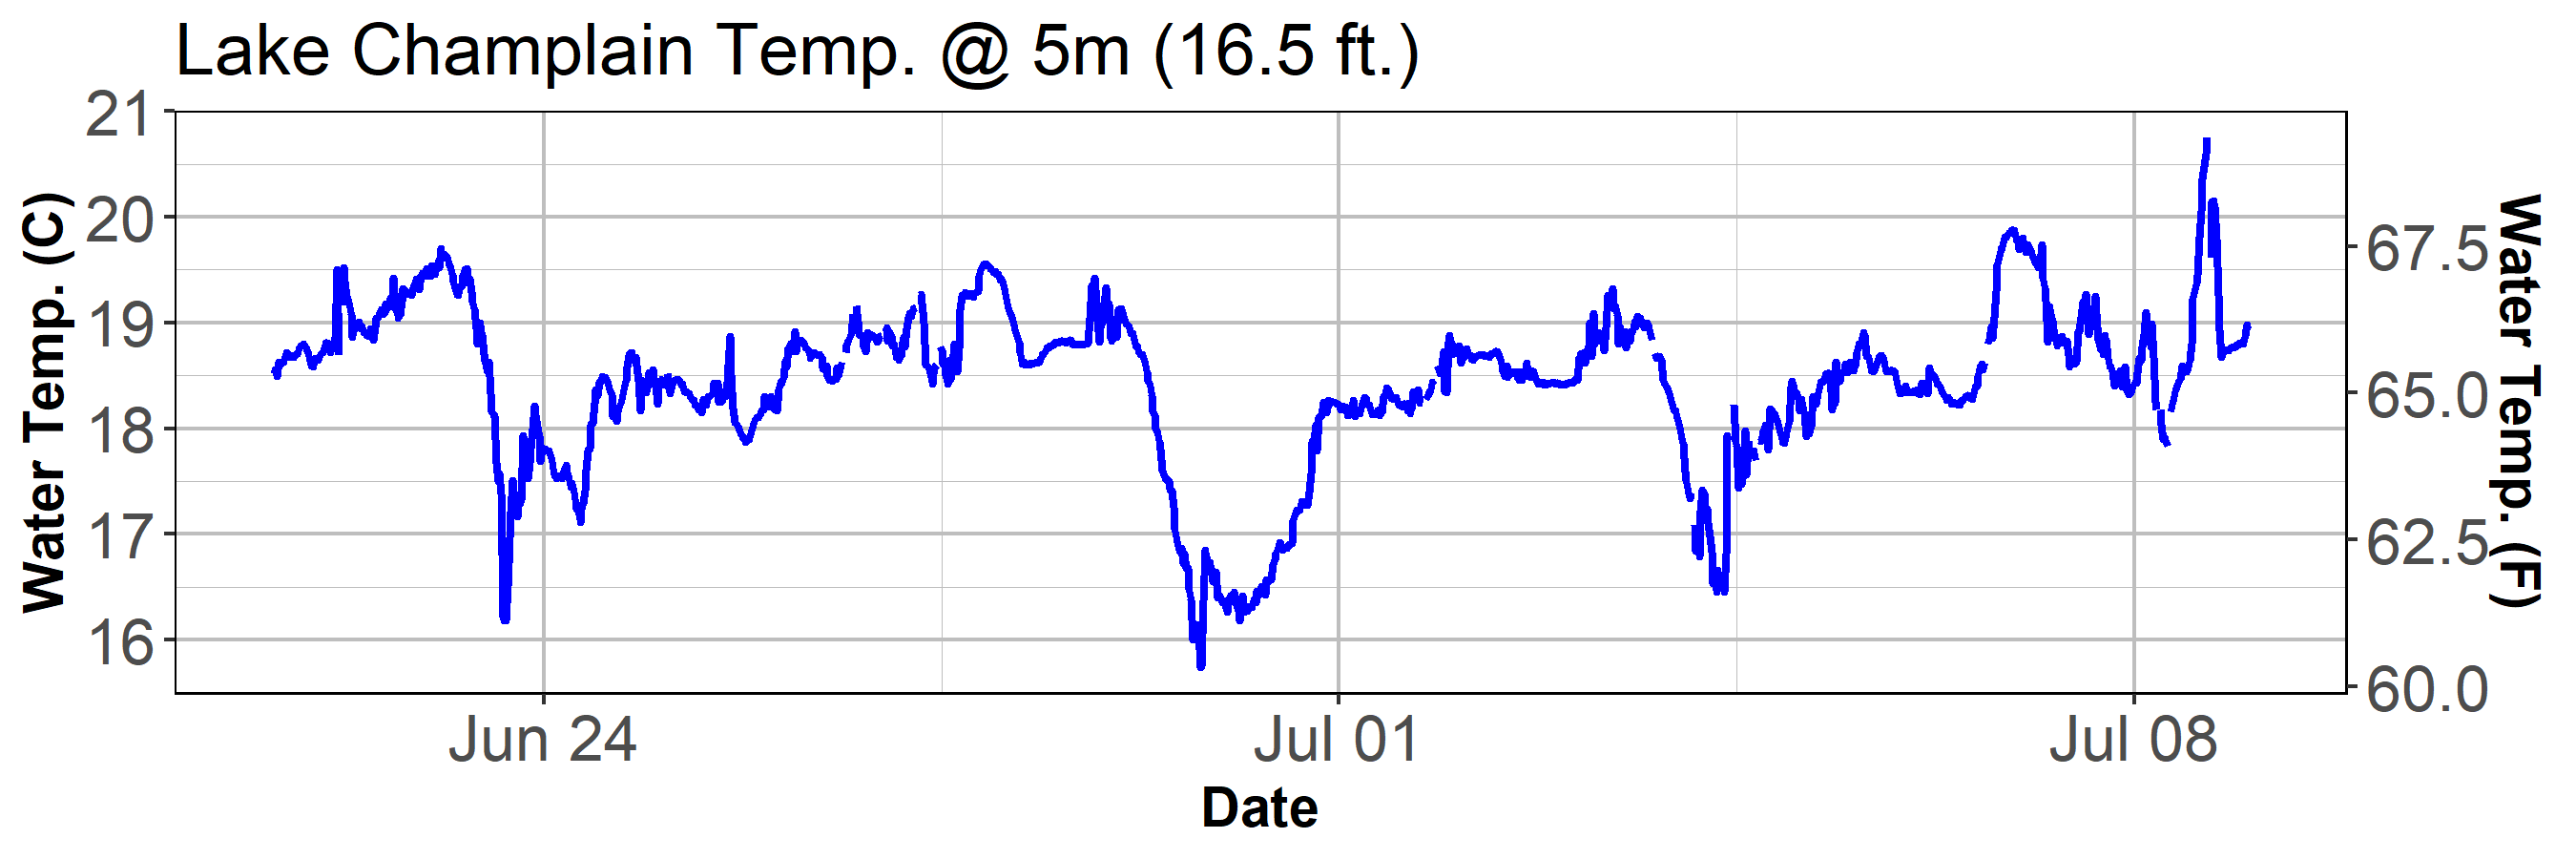 Lake Champlain Temp. @ 5m (16.5 ft.)
Water Temp. (C)
21
20
19
18
17
16
67.5
65.0
62.5
60.0
Water Temp. (F)
Jun 24
Jul 01
Jul 08
Date